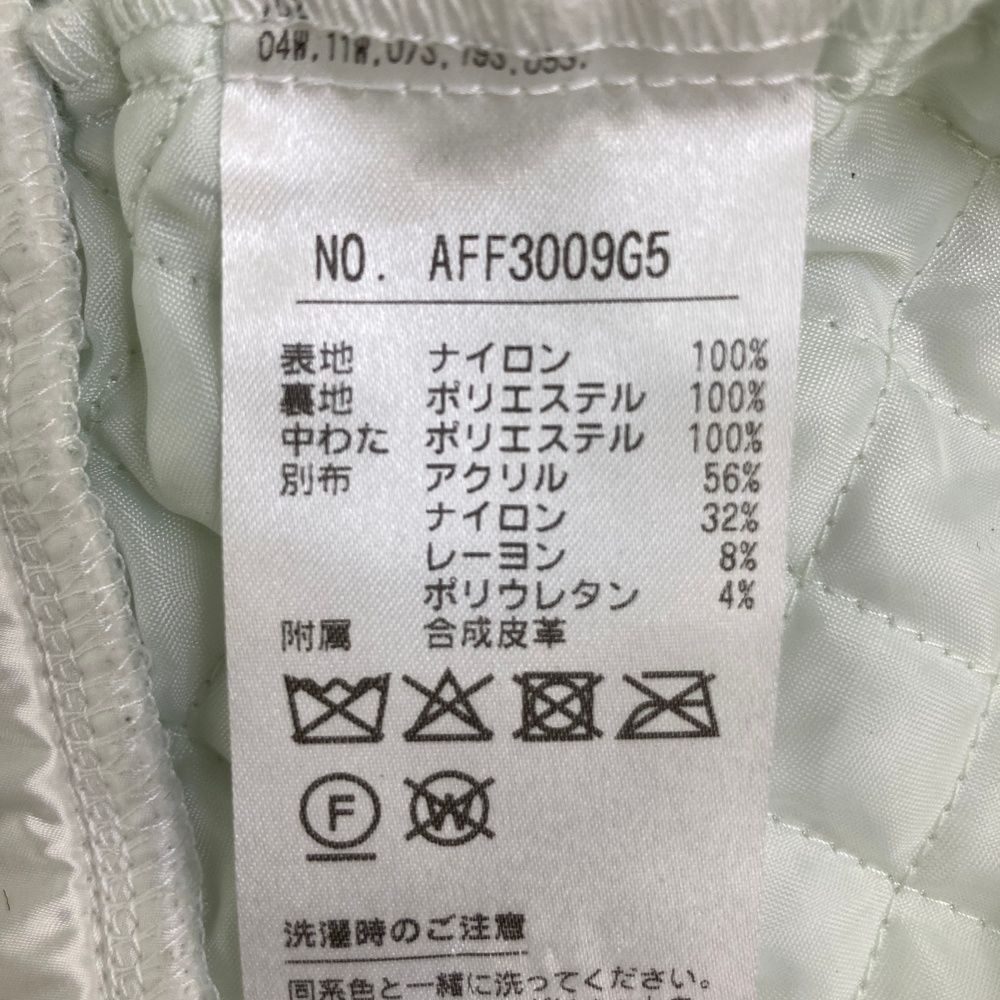 04W,11W,07S,19S,05S.
NO. AFF3009G5
表地 ナイロン 100%
裏地 ポリエステル 100%
中わた ポリエステル 100%
別布 アクリル 56%
ナイロン 32%
レーヨン 8%
ポリウレタン 4%
附属 合成皮革
F
W
洗濯時のご注意
同系色と一緒に洗ってください。